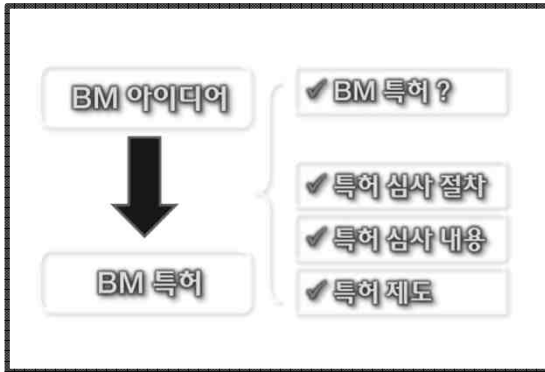 BM 아이디어
BM 특허
✓ BM 특허 ?
✓ 특허 심사 절차
✓ 특허 심사 내용
✓ 특허 제도